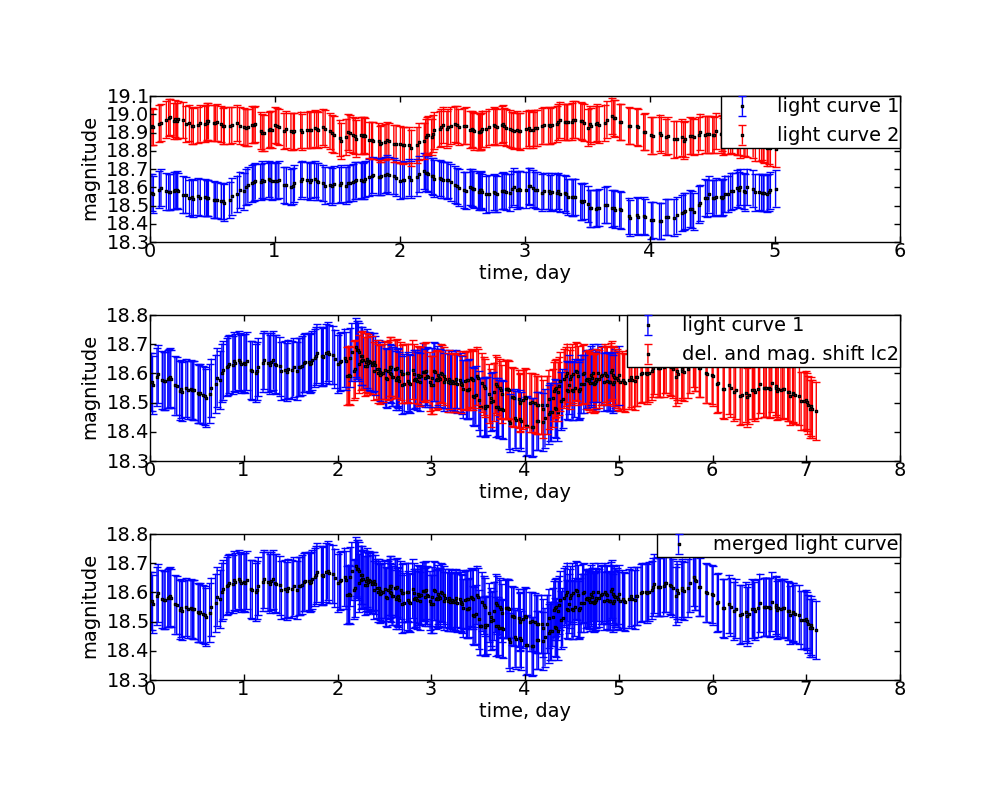 19.1
19.0
18.9
18.8
18.7
18.6
18.5
18.4
18.3
magnitude
light curve 1
light curve 2
0 1 2 3 4 5 6
time, day
18.8
18.7
18.6
18.5
18.4
18.3
magnitude
light curve 1
del. and mag. shift lc2
0 1 2 3 4 5 6 7 8
time, day
18.8
18.7
18.6
18.5
18.4
18.3
magnitude
merged light curve
0 1 2 3 4 5 6 7 8
time, day